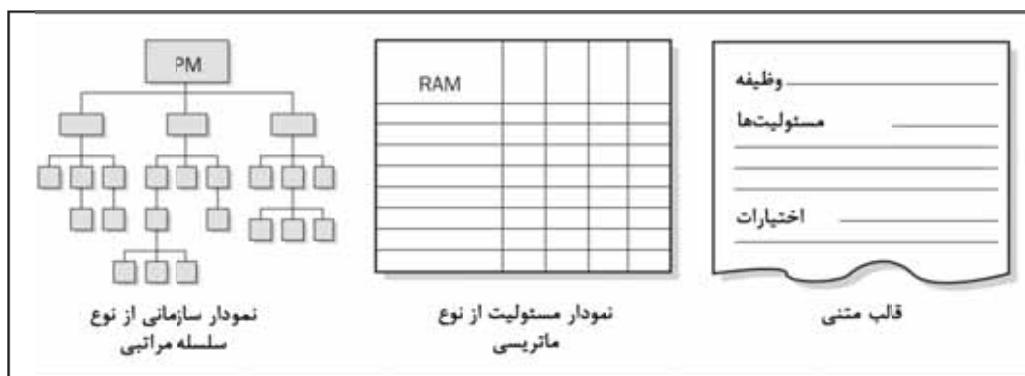 PM
نمودار سازمانی از نوع
سلسله مراتبی
RAM
نمودار مسئولیت از نوع
ماتریسی
وظیفه
مسئولیت‌ها
اختیارات
قالب متنی